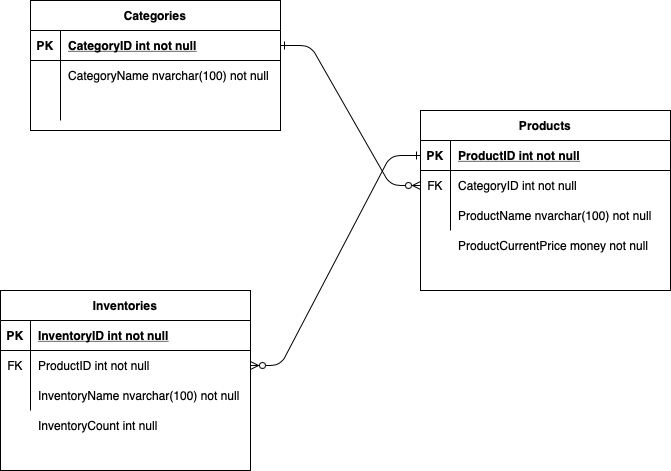 Categories
PK CategoryID int not null
CategoryName nvarchar(100) not null
Products
PK ProductID int not null
FK CategoryID int not null
ProductName nvarchar(100) not null
ProductCurrentPrice money not null
Inventories
PK InventoryID int not null
FK ProductID int not null
InventoryName nvarchar(100) not null
InventoryCount int null